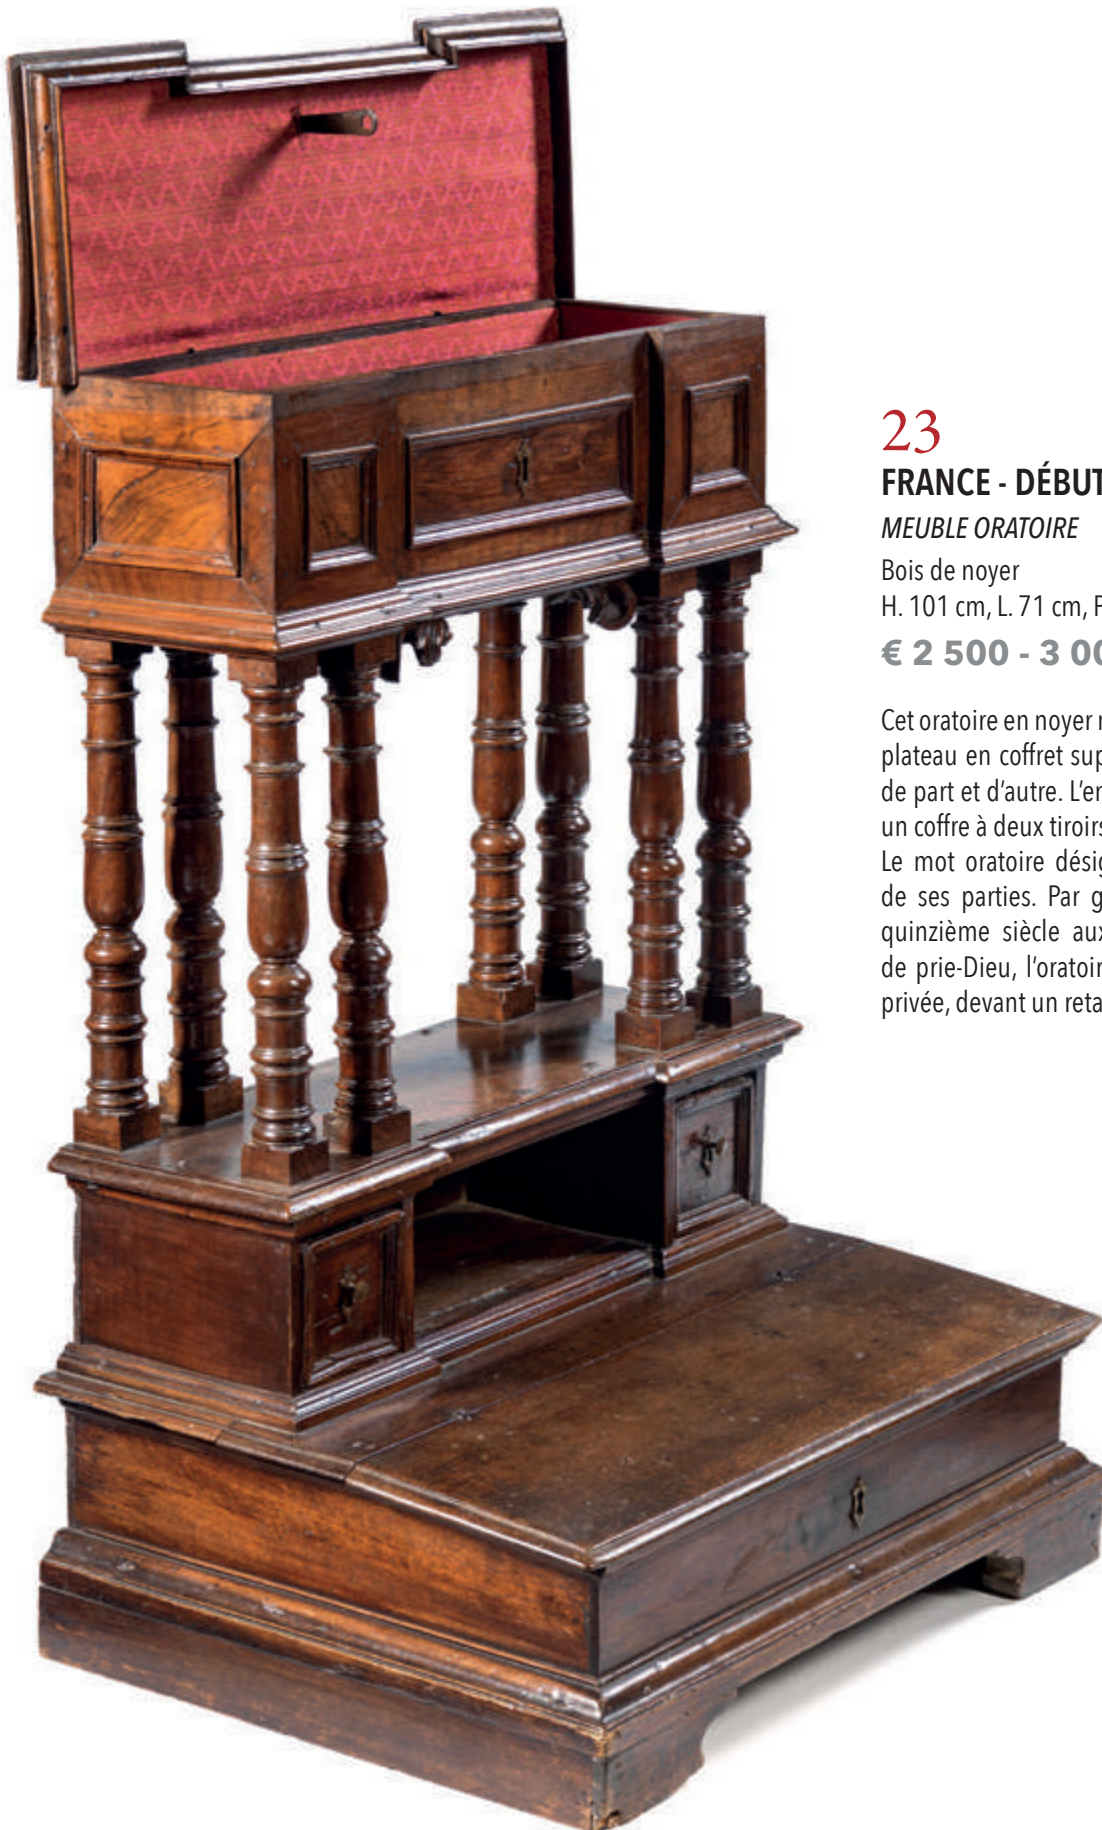 23
FRANCE - DÉBUT
MEUBLE ORATOIRE
Bois de noyer
H. 101 cm, L. 71 cm, P
€ 2 500 - 3 00
Cet oratoire en noyer
plateau en coffret sup
de part et d'autre. L'en
un coffre à deux tiroirs
Le mot oratoire désig
de ses parties. Par g
quinzième siècle aux
de prie-Dieu, l'oratoir
privée, devant un reta